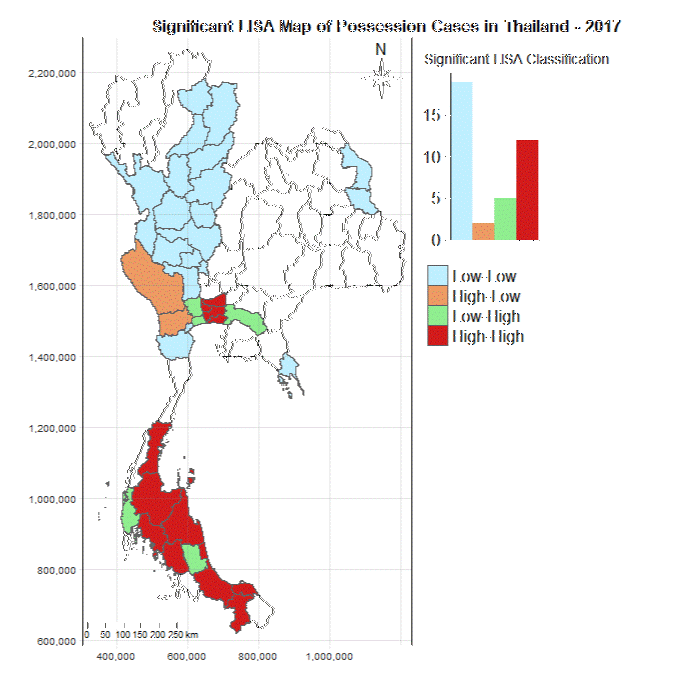 Significant LISA Map of Possession Cases in Thailand - 2017
N
Significant LISA Classification
2,200,000
2,000,000
1,800,000
1,600,000
1,400,000
1,200,000
1,000,000
800,000
600,000
15
10
5
0
Low-Low
High-Low
Low-High
High-High
0 50 100 150 200 250 km
400,000 600,000 800,000 1,000,000